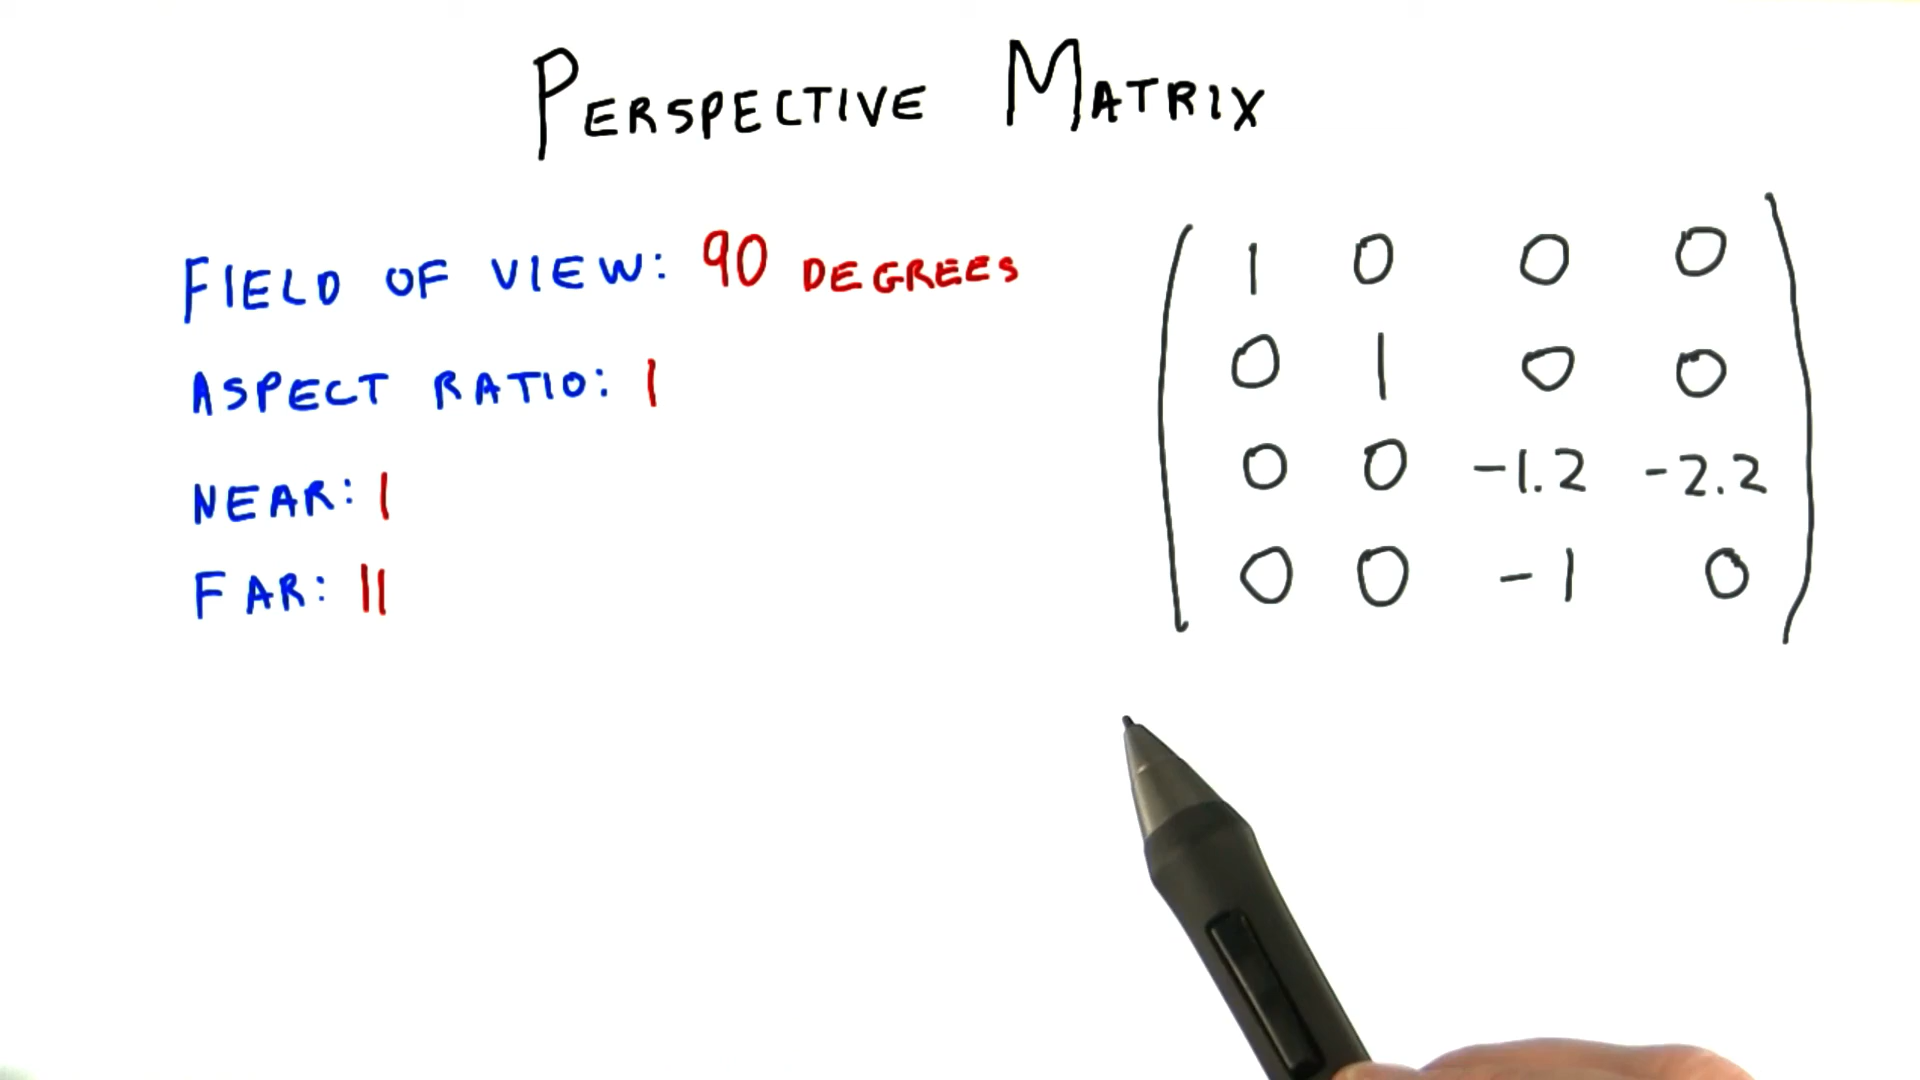 PERSPECTIVE MATRIX
FIELD OF VIEW: 90 DEGREES
ASPECT RATIO: 1
NEAR: 1
FAR: 11
1 0 0 0
0 1 0 0
0 0 -1.2 -2.2
0 0 -1 0